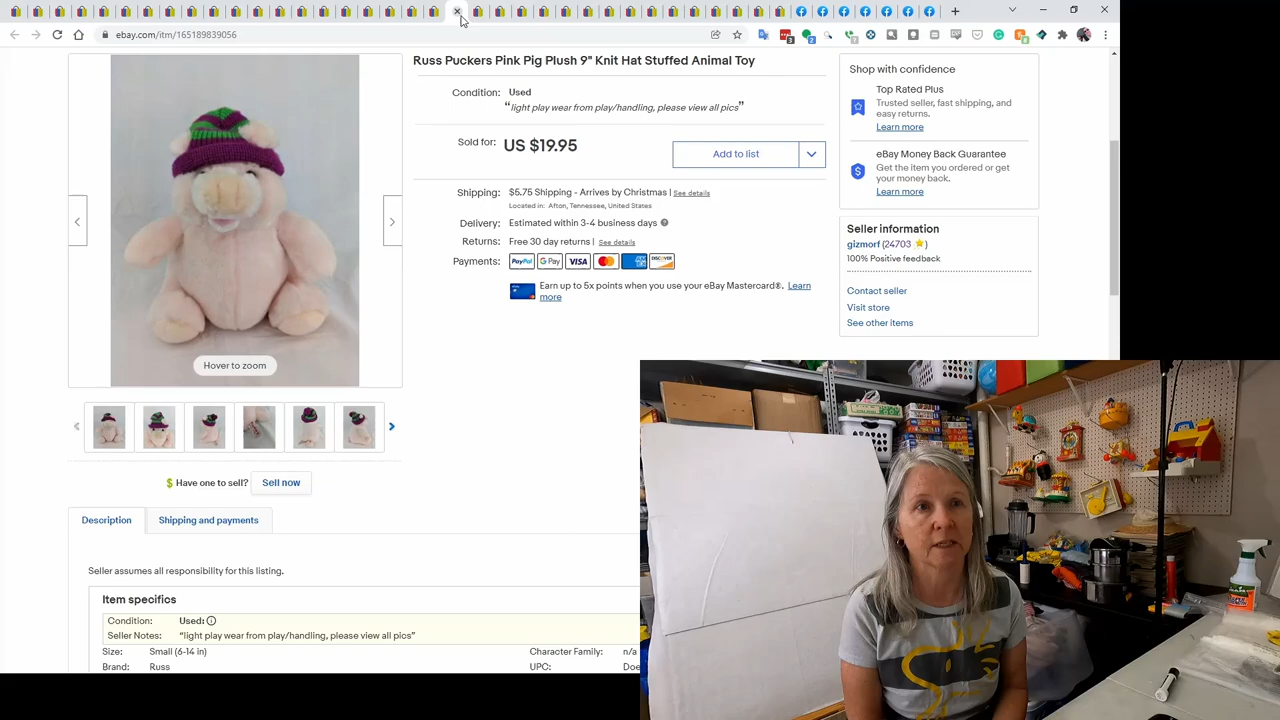 ebay.com/itm/165189839056
Russ Puckers Pink Pig Plush 9" Knit Hat Stuffed Animal Toy
Condition: Used
"light play wear from play/handling, please view all pics"
Sold for: US $19.95
Add to list
Shipping: $5.75 Shipping - Arrives by Christmas | See details
Located in: Afton, Tennessee, United States
Delivery: Estimated within 3-4 business days
Returns: Free 30 day returns | See details
Payments: PayPal G Pay VISA DISCOVER
Earn up to 5x points when you use your eBay Mastercard®. Learn
more
Shop with confidence
Top Rated Plus
Trusted seller, fast shipping, and
easy returns.
Learn more
eBay Money Back Guarantee
Get the item you ordered or get
your money back.
Learn more
Seller information
gizmorf (24703 )
100% Positive feedback
Contact seller
Visit store
See other items
Hover to zoom
$ Have one to sell? Sell now
Description Shipping and payments
Seller assumes all responsibility for this listing.
Item specifics
Condition: Used:
Seller Notes: "light play wear from play/handling, please view all pics"
Size: Small (6-14 in) Character Family: n/a
Brand: Russ UPC: Doe